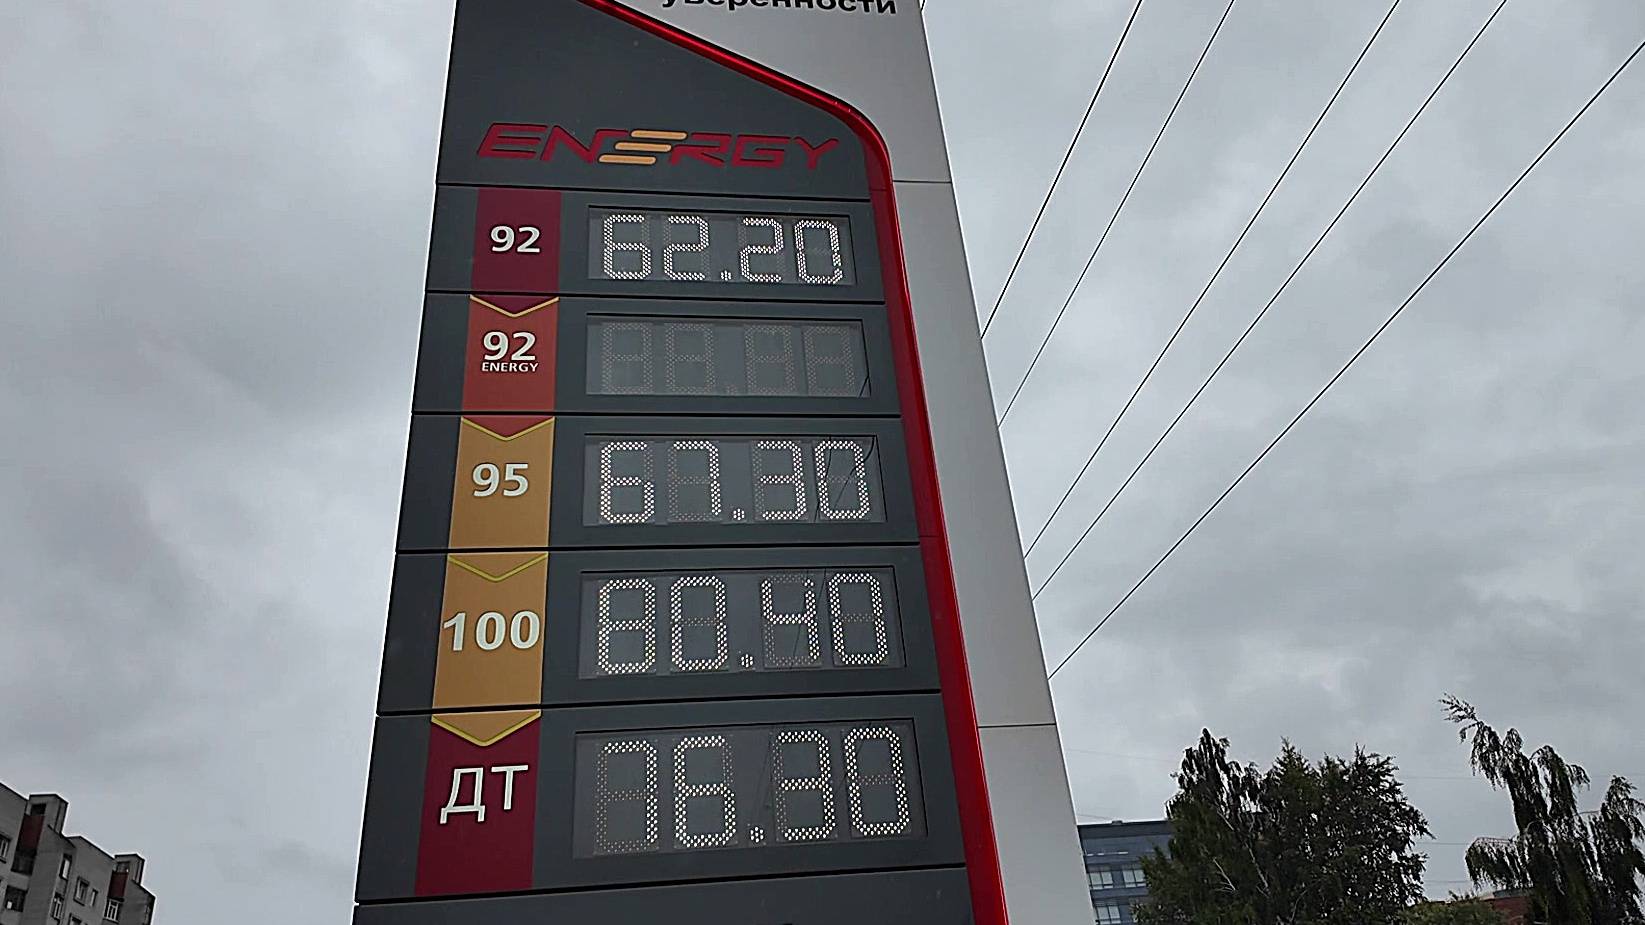 уверенности
ENERGY
92 62.20
92
ENERGY
95 67.30
100 80.40
ДТ 76.30